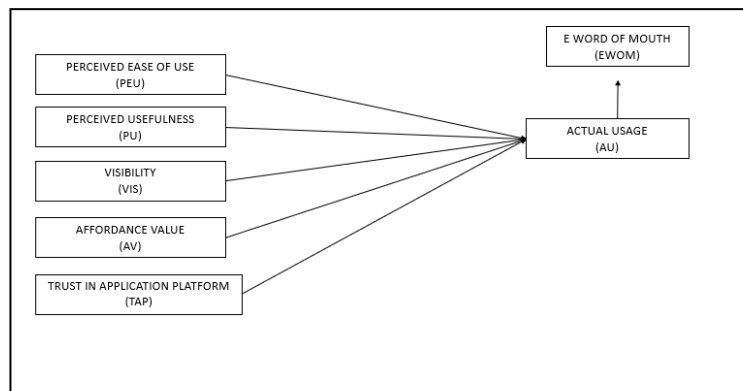 E WORD OF MOUTH
(EWOM)
PERCEIVED EASE OF USE
(PEU)
PERCEIVED USEFULNESS
(PU)
ACTUAL USAGE
(AU)
VISIBILITY
(VIS)
AFFORDANCE VALUE
(AV)
TRUST IN APPLICATION PLATFORM
(TAP)